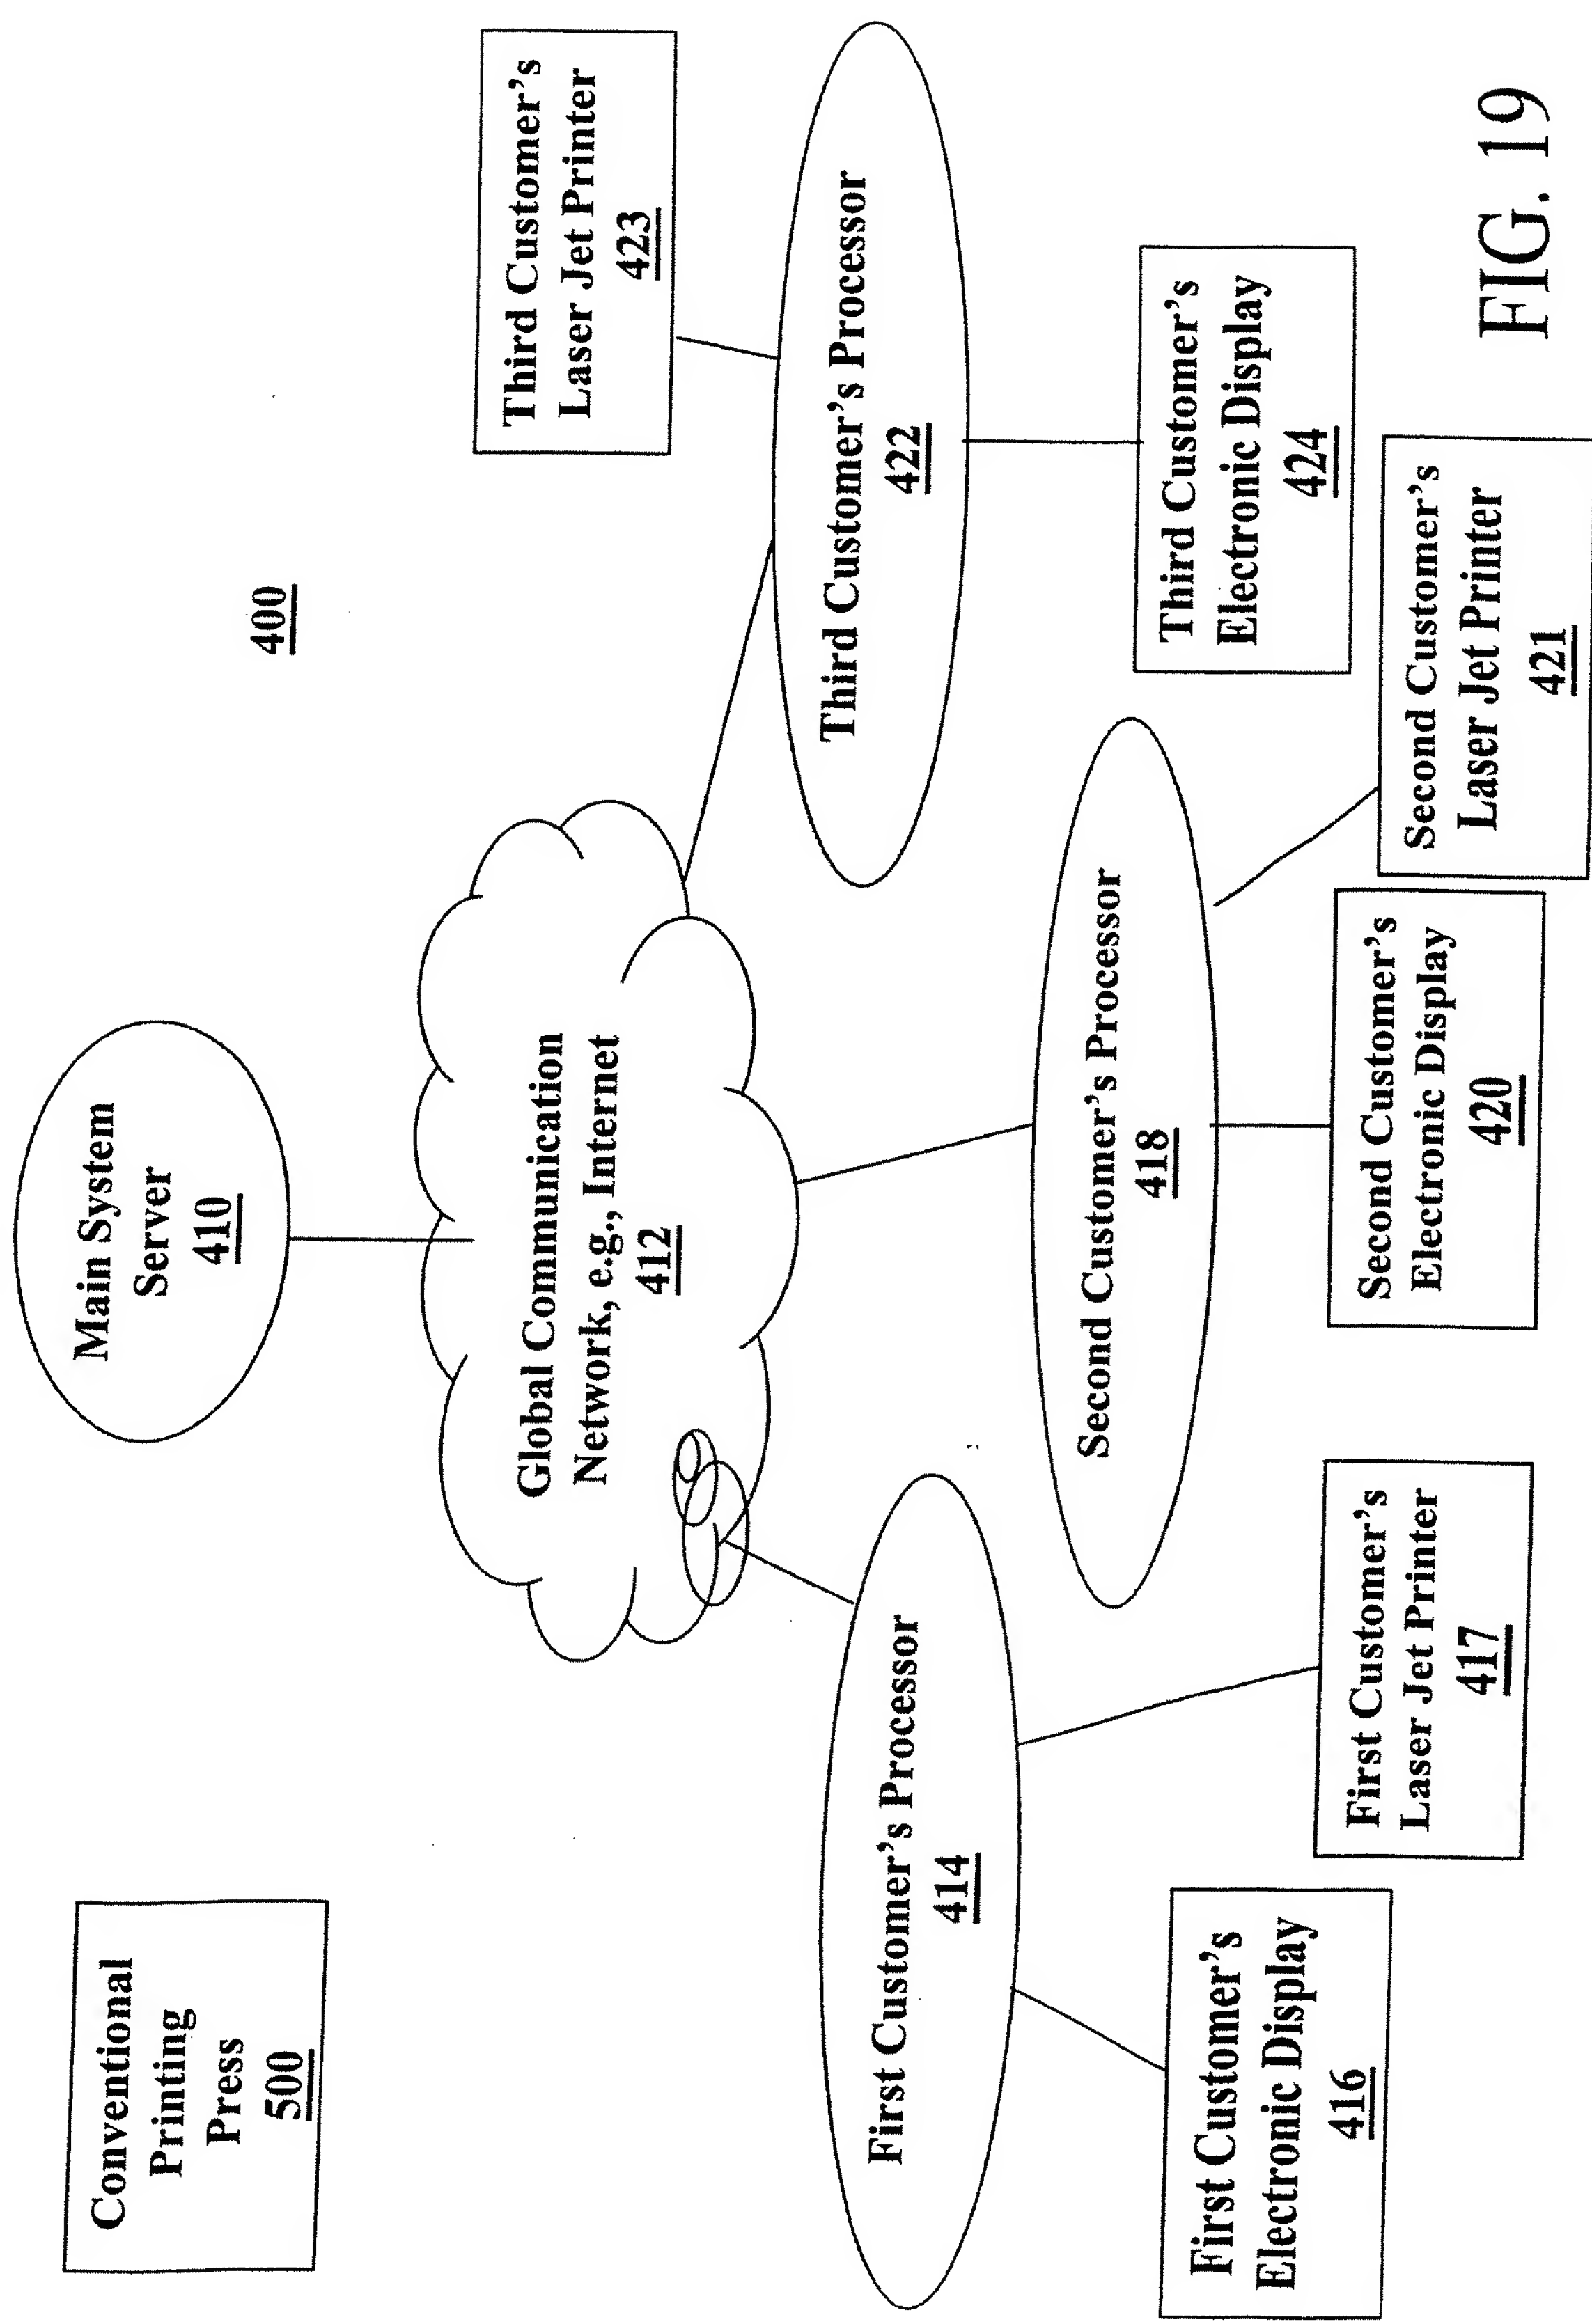 400
Conventional
Printing
Press
500
Main System
Server
410
Global Communication
Network, e.g., Internet
412
Third Customer's
Laser Jet Printer
423
First Customer's Processor
414
Second Customer's Processor
418
Third Customer's Processor
422
First Customer's
Electronic Display
416
First Customer's
Laser Jet Printer
417
Second Customer's
Electronic Display
420
Second Customer's
Laser Jet Printer
421
Third Customer's
Electronic Display
424
FIG. 19